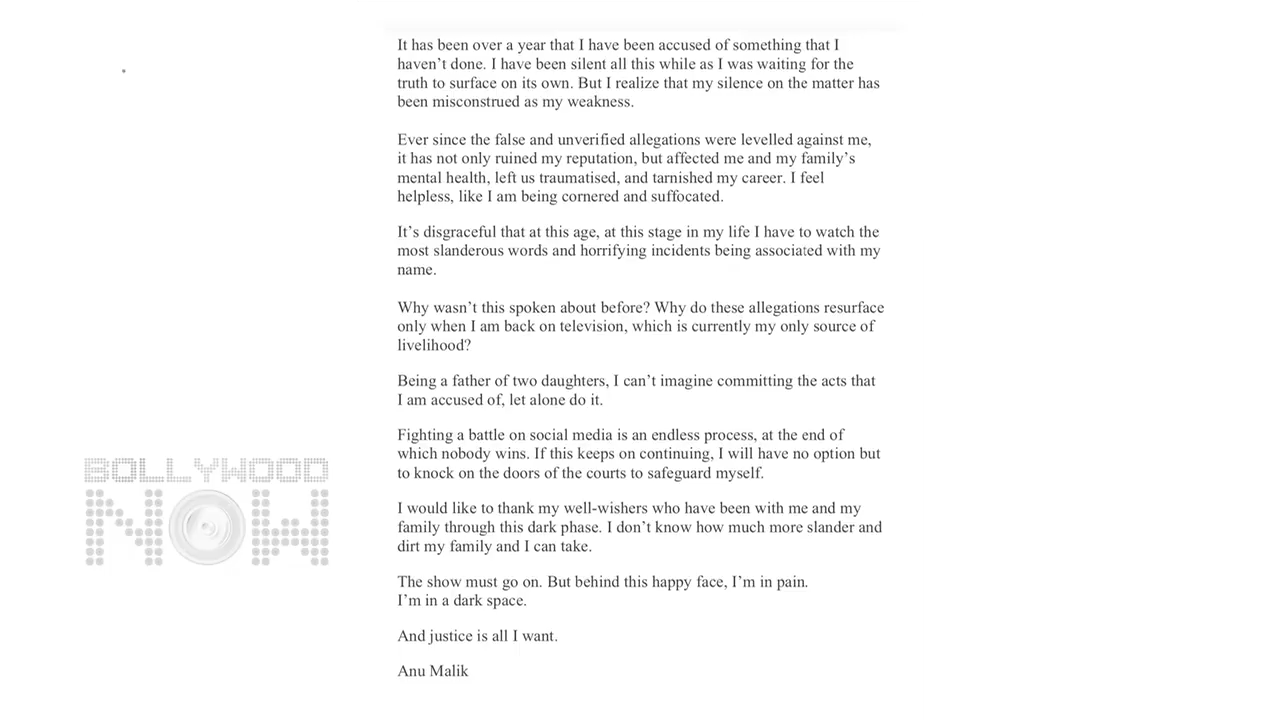 It has been over a year that I have been accused of something that I
haven’t done. I have been silent all this while as I was waiting for the
truth to surface on its own. But I realize that my silence on the matter has
been misconstrued as my weakness.
Ever since the false and unverified allegations were levelled against me,
it has not only ruined my reputation, but affected me and my family’s
mental health, left us traumatised, and tarnished my career. I feel
helpless, like I am being cornered and suffocated.
It’s disgraceful that at this age, at this stage in my life I have to watch the
most slanderous words and horrifying incidents being associated with my
name.
Why wasn’t this spoken about before? Why do these allegations resurface
only when I am back on television, which is currently my only source of
livelihood?
Being a father of two daughters, I can’t imagine committing the acts that
I am accused of, let alone do it.
Fighting a battle on social media is an endless process, at the end of
which nobody wins. If this keeps on continuing, I will have no option but
to knock on the doors of the courts to safeguard myself.
I would like to thank my well-wishers who have been with me and my
family through this dark phase. I don’t know how much more slander and
dirt my family and I can take.
The show must go on. But behind this happy face, I’m in pain.
I’m in a dark space.
And justice is all I want.
Anu Malik
BOLLYWOOD
NOW